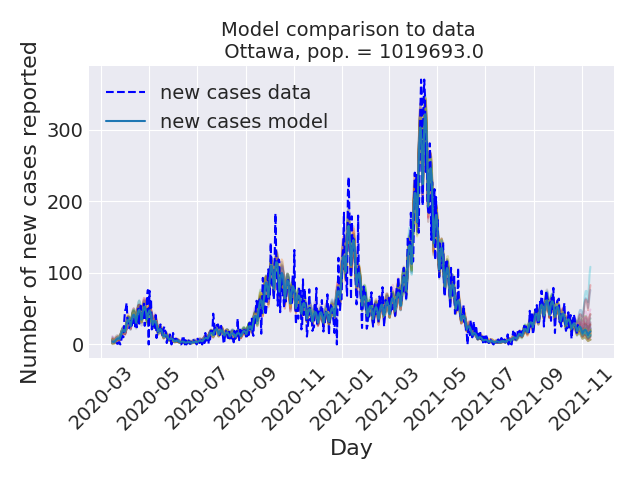 Model comparison to data
Ottawa, pop. = 1019693.0
Number of new cases reported
new cases data
new cases model
300
200
100
0
2020-03
2020-05
2020-07
2020-09
2020-11
2021-01
2021-03
2021-05
2021-07
2021-09
2021-11
Day